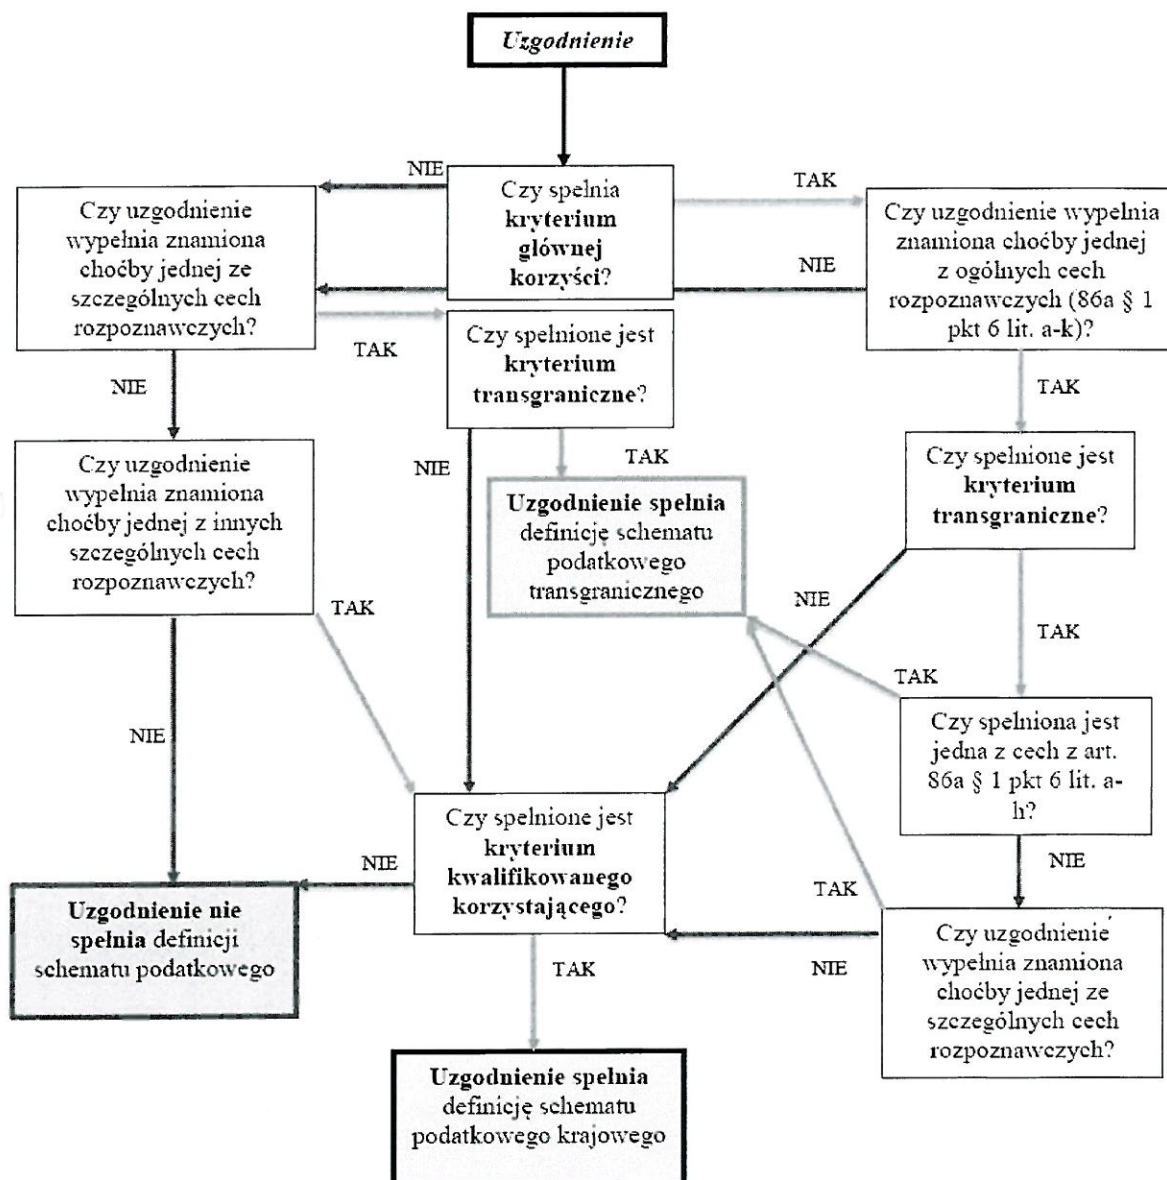 Uzgodnienie
NIE
Czy spełnia
kryterium
głównej
korzyści?
TAK
Czy uzgodnienie
wypełnia znamiona
choćby jednej ze
szczególnych cech
rozpoznawczych?
Czy uzgodnienie wypełnia
znamiona choćby jednej
z ogólnych cech
rozpoznawczych (86a § 1
pkt 6 lit. a-k)?
NIE
TAK
Czy spełnione jest
kryterium
transgraniczne?
NIE
TAK
Czy uzgodnienie
wypełnia znamiona
choćby jednej z innych
szczególnych cech
rozpoznawczych?
NIE
TAK
Uzgodnienie spełnia
definicję schematu
podatkowego
transgranicznego
Czy spełnione jest
kryterium
transgraniczne?
TAK
NIE
TAK
TAK
NIE
Czy spełnione jest
kryterium
kwalifikowanego
korzystającego?
Czy spełniona jest
jedna z cech z art.
86a § 1 pkt 6 lit. a-
h?
NIE
NIE
TAK
Uzgodnienie nie
spełnia definicji
schematu podatkowego
TAK
NIE
Czy uzgodnienie
wypełnia znamiona
choćby jednej ze
szczególnych cech
rozpoznawczych?
Uzgodnienie spełnia
definicję schematu
podatkowego krajowego